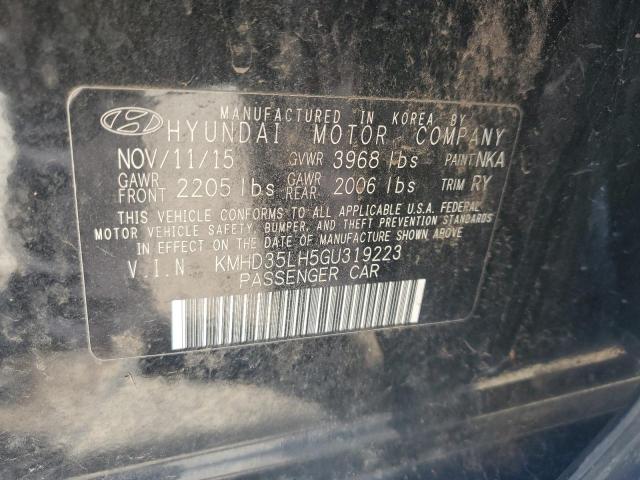 MANUFACTURED IN KOREA BY
HYUNDAI MOTOR COMPANY
NOV/11/15 GVWR 3968 lbs PAINT NKA
GAWR FRONT 2205 lbs GAWR REAR 2006 lbs TRIM RY
THIS VEHICLE CONFORMS TO ALL APPLICABLE U.S.A. FEDERAL
MOTOR VEHICLE SAFETY, BUMPER, AND THEFT PREVENTION STANDARDS
IN EFFECT ON THE DATE OF MANUFACTURE SHOWN ABOVE.
V.I.N KMHD35LH5GU319223
PASSENGER CAR